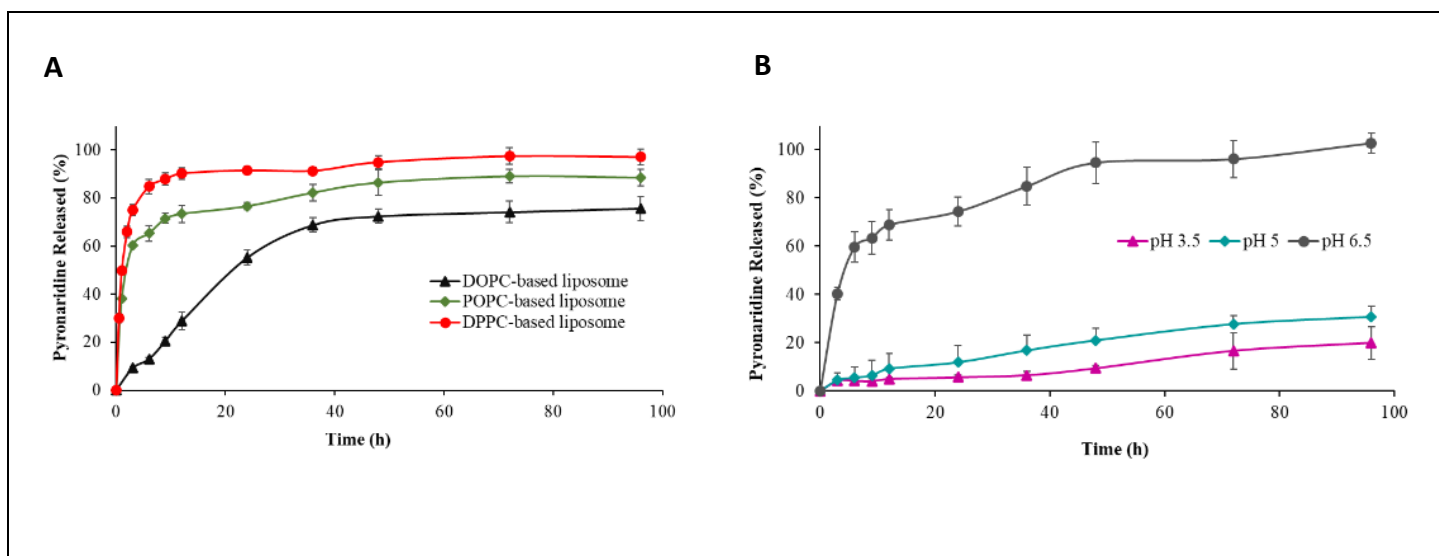 A
Pyronaridine Released (%)
100
80
60
40
20
0
0 20 40 60 80 100
Time (h)
DOPC-based liposome
POPC-based liposome
DPPC-based liposome
B
Pyronaridine Released (%)
100
80
60
40
20
0
0 20 40 60 80 100
Time (h)
pH 3.5 pH 5 pH 6.5